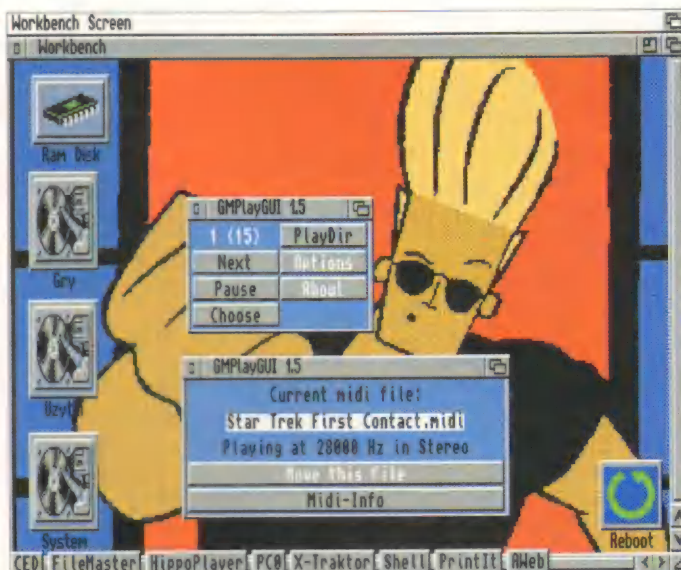 Workbench Screen
Workbench
Ram Disk
Gry
System
GMPlayGUI 1.5
1 (15) PlayDir
Next Options
Pause About
Choose
GMPlayGUI 1.5
Current midi file:
Star Trek First Contact.midi
Playing at 28000 Hz in Stereo
Move this file
Midi-Info
Reboot
CED FileMaster HippoPlayer PC0 X-Traktor Shell PrintIt AWeb